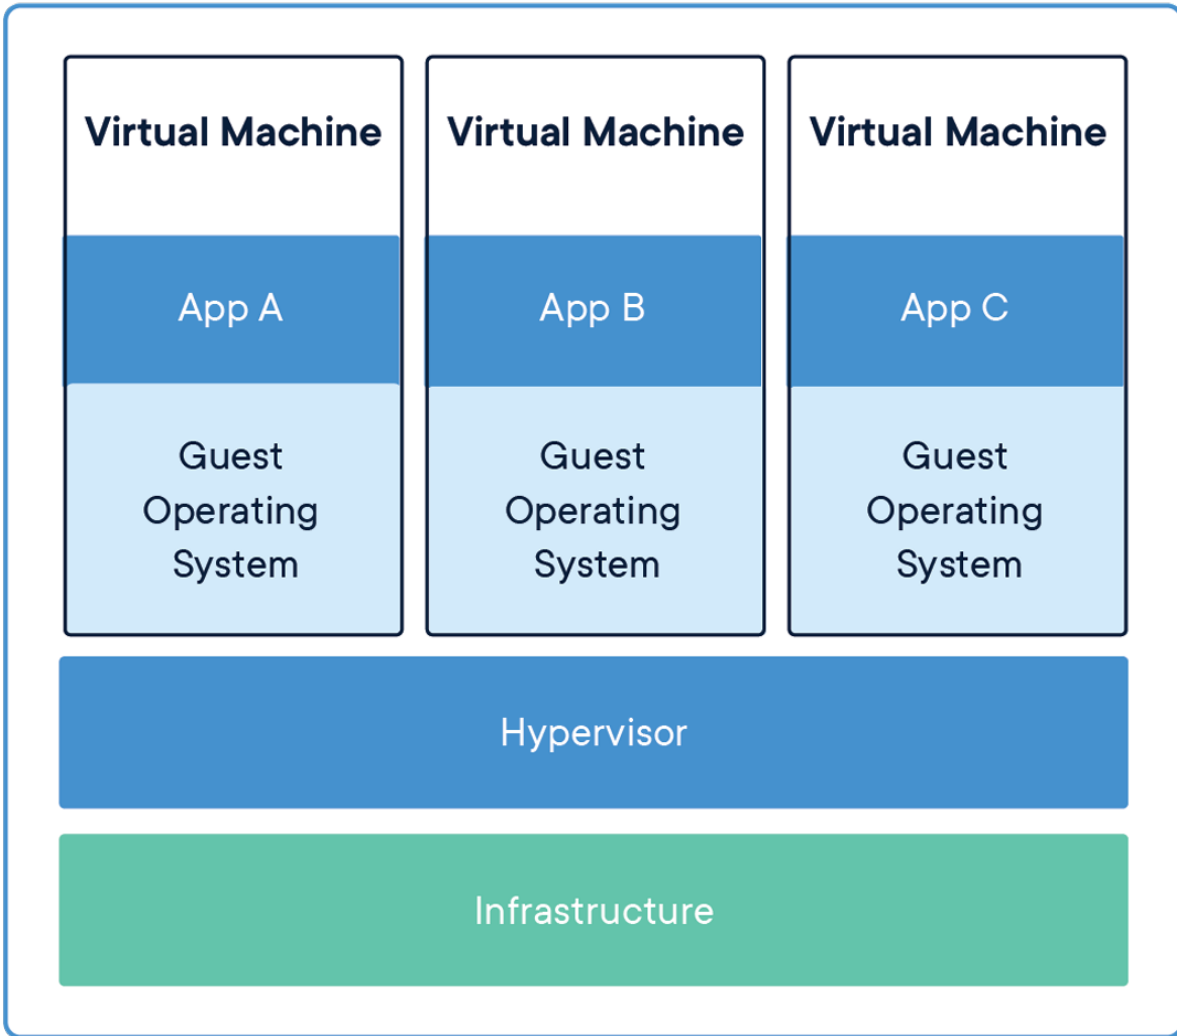 Virtual Machine
Virtual Machine
Virtual Machine
App A
App B
App C
Guest
Operating
System
Guest
Operating
System
Guest
Operating
System
Hypervisor
Infrastructure